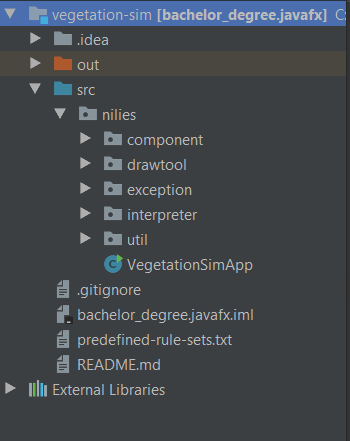 vegetation-sim [bachelor_degree.javafx] C:
.idea
out
src
nilies
component
drawtool
exception
interpreter
util
VegetationSimApp
.gitignore
bachelor_degree.javafx.iml
predefined-rule-sets.txt
README.md
External Libraries